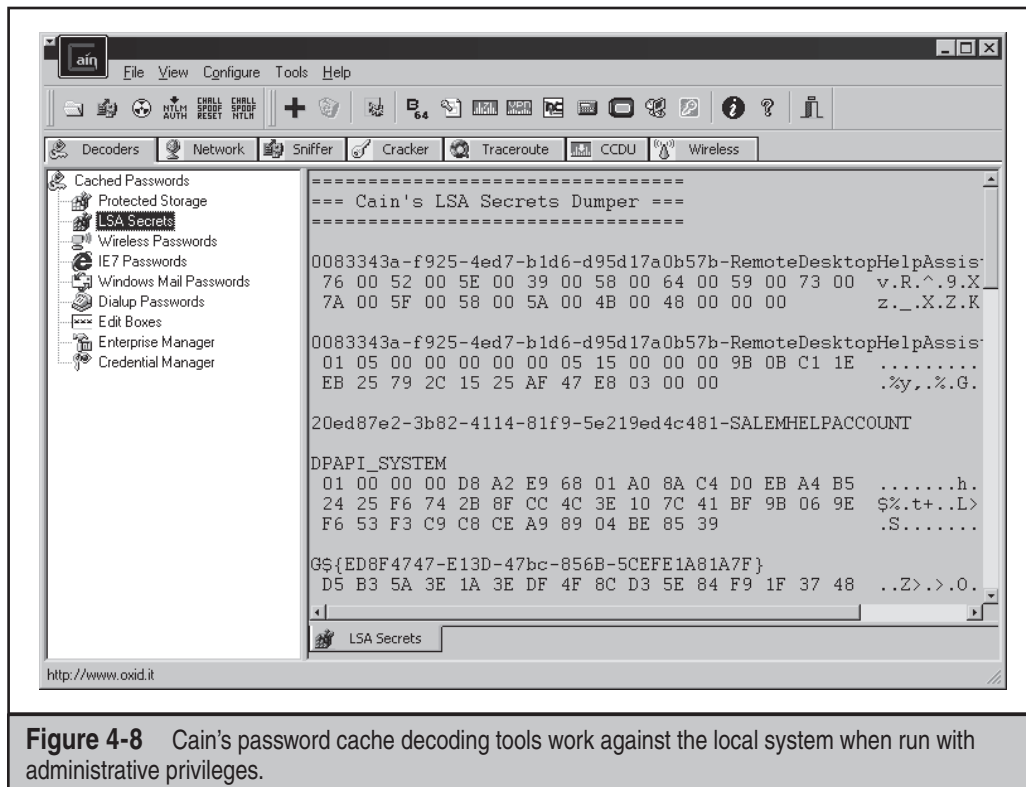 aín
File View Configure Tools Help
NTLM AUTH CHALL SPOOF RESET CHALL SPOOF NTLM B 64
Decoders Network Sniffer Cracker Traceroute CCDU Wireless
Cached Passwords
Protected Storage
LSA Secrets
Wireless Passwords
IE7 Passwords
Windows Mail Passwords
Dialup Passwords
Edit Boxes
Enterprise Manager
Credential Manager
=================================
=== Cain's LSA Secrets Dumper ===
=================================
0083343a-f925-4ed7-b1d6-d95d17a0b57b-RemoteDesktopHelpAssis
76 00 52 00 5E 00 39 00 58 00 64 00 59 00 73 00 v.R.^.9.X
7A 00 5F 00 58 00 5A 00 4B 00 48 00 00 00 z._.X.Z.K
0083343a-f925-4ed7-b1d6-d95d17a0b57b-RemoteDesktopHelpAssis
01 05 00 00 00 00 00 05 15 00 00 00 9B 0B C1 1E .........
EB 25 79 2C 15 25 AF 47 E8 03 00 00 .%y,.%.G.
20ed87e2-3b82-4114-81f9-5e219ed4c481-SALEMHELPACCOUNT
DPAPI_SYSTEM
01 00 00 00 D8 A2 E9 68 01 A0 8A C4 D0 EB A4 B5 .......h.
24 25 F6 74 2B 8F CC 4C 3E 10 7C 41 BF 9B 06 9E $%.t+..L>
F6 53 F3 C9 C8 CE A9 89 04 BE 85 39 .S.......
G${ED8F4747-E13D-47bc-856B-5CEFE1A81A7F}
D5 B3 5A 3E 1A 3E DF 4F 8C D3 5E 84 F9 1F 37 48 ..Z>.>.O.
LSA Secrets
http://www.oxid.it
Figure 4-8 Cain's password cache decoding tools work against the local system when run with
administrative privileges.